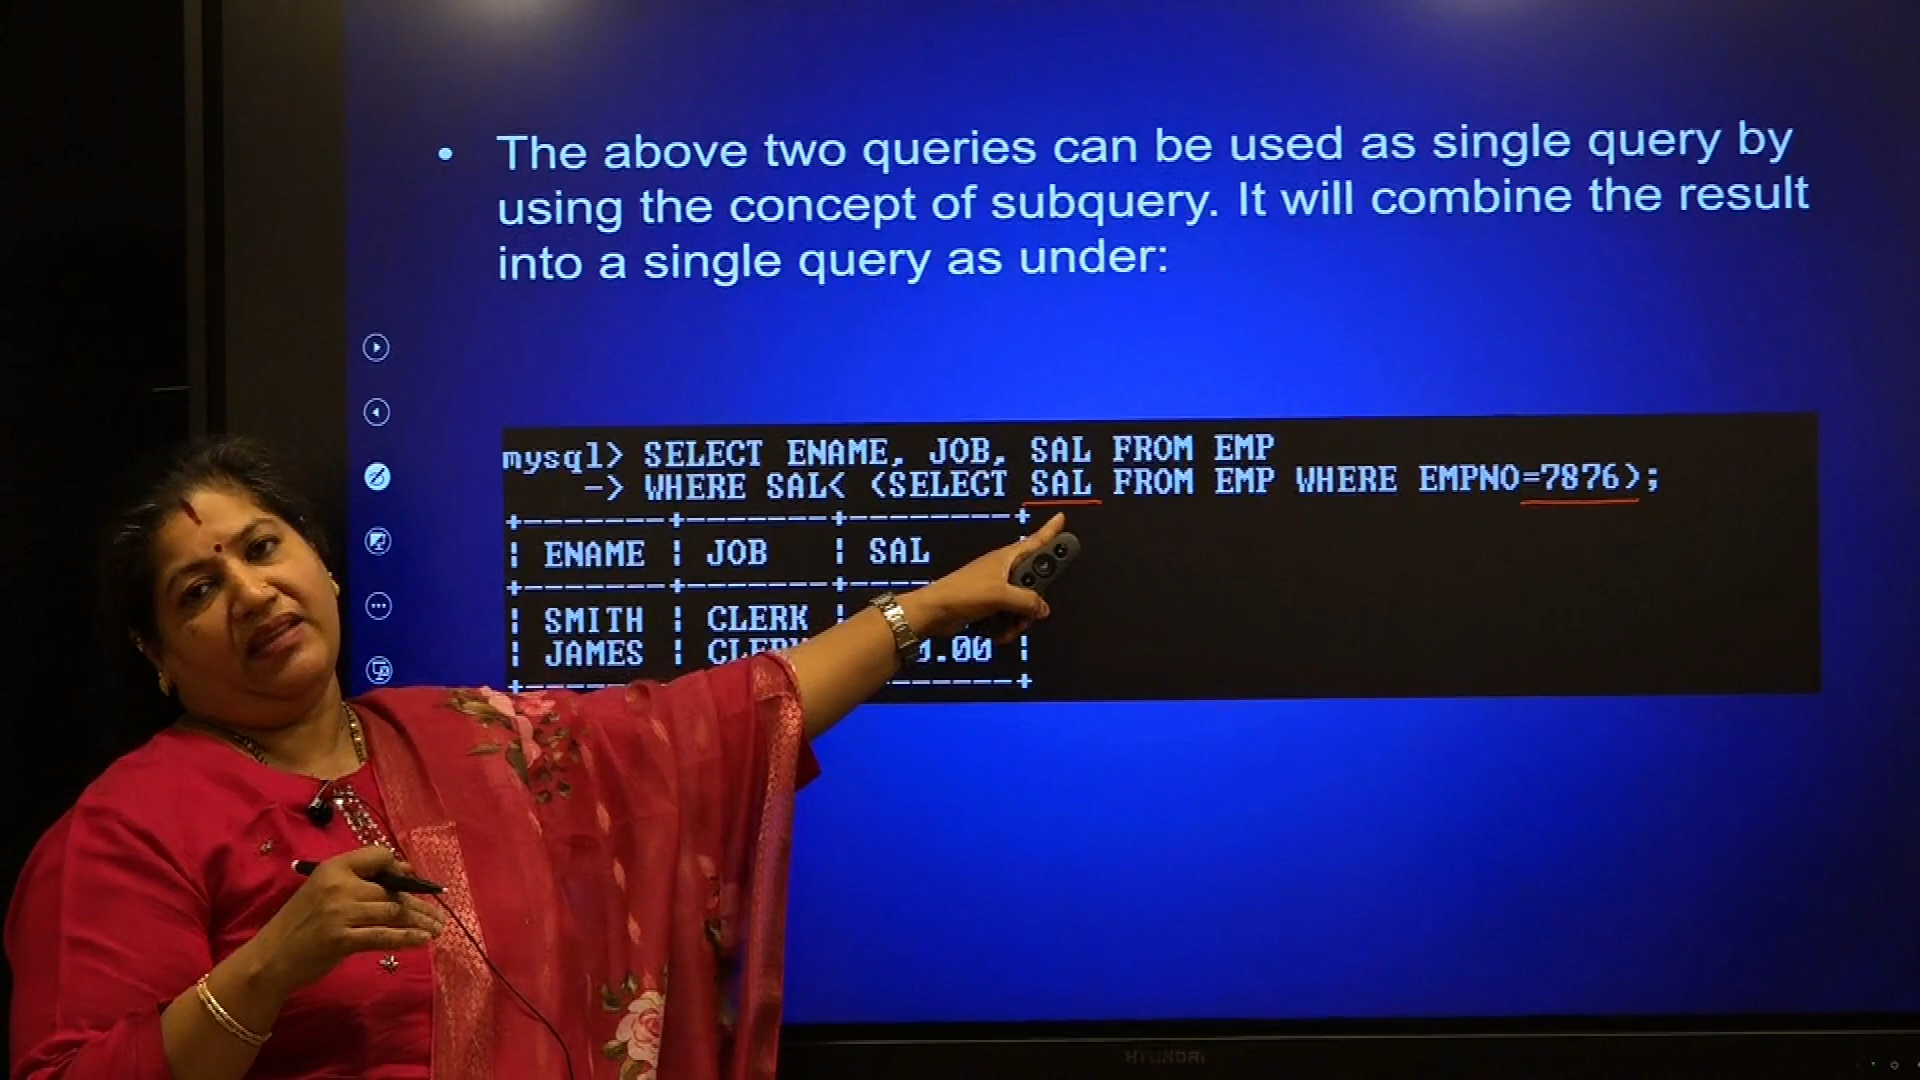 • The above two queries can be used as single query by
using the concept of subquery. It will combine the result
into a single query as under:
mysql> SELECT ENAME, JOB, SAL FROM EMP
-> WHERE SAL< (SELECT SAL FROM EMP WHERE EMPNO=7876);
+-------+-------+--------+
| ENAME | JOB | SAL
| SMITH | CLERK |
| JAMES | 0.00 |
HYUNDAI